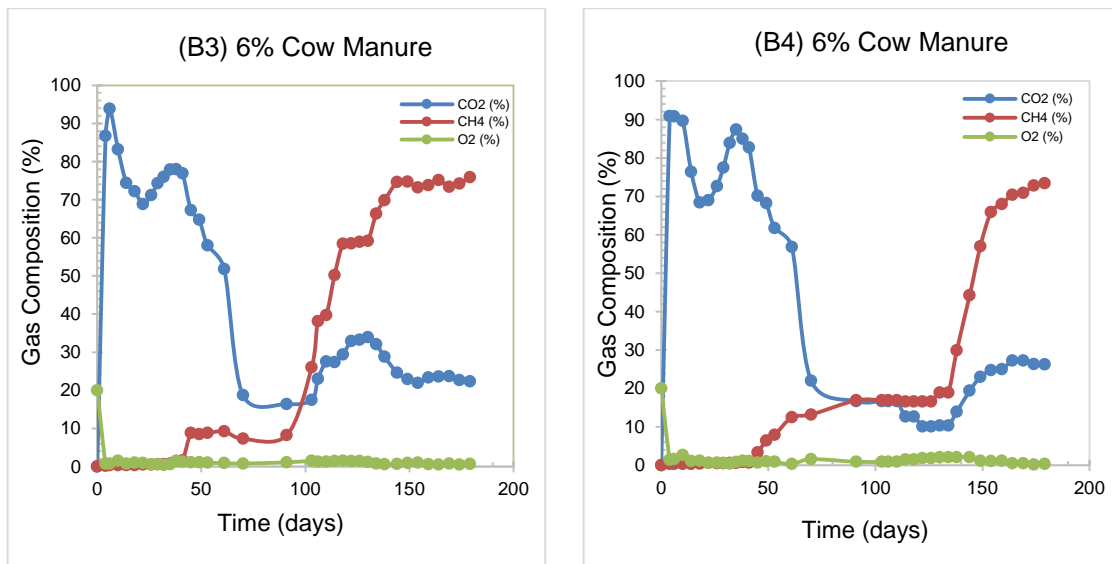 (B3) 6% Cow Manure
100
90
80
70
60
50
40
30
20
10
0
0
50
100
150
200
Gas Composition (%)
Time (days)
CO2 (%)
CH4 (%)
O2 (%)
(B4) 6% Cow Manure
100
90
80
70
60
50
40
30
20
10
0
0
50
100
150
200
Gas Composition (%)
Time (days)
CO2 (%)
CH4 (%)
O2 (%)